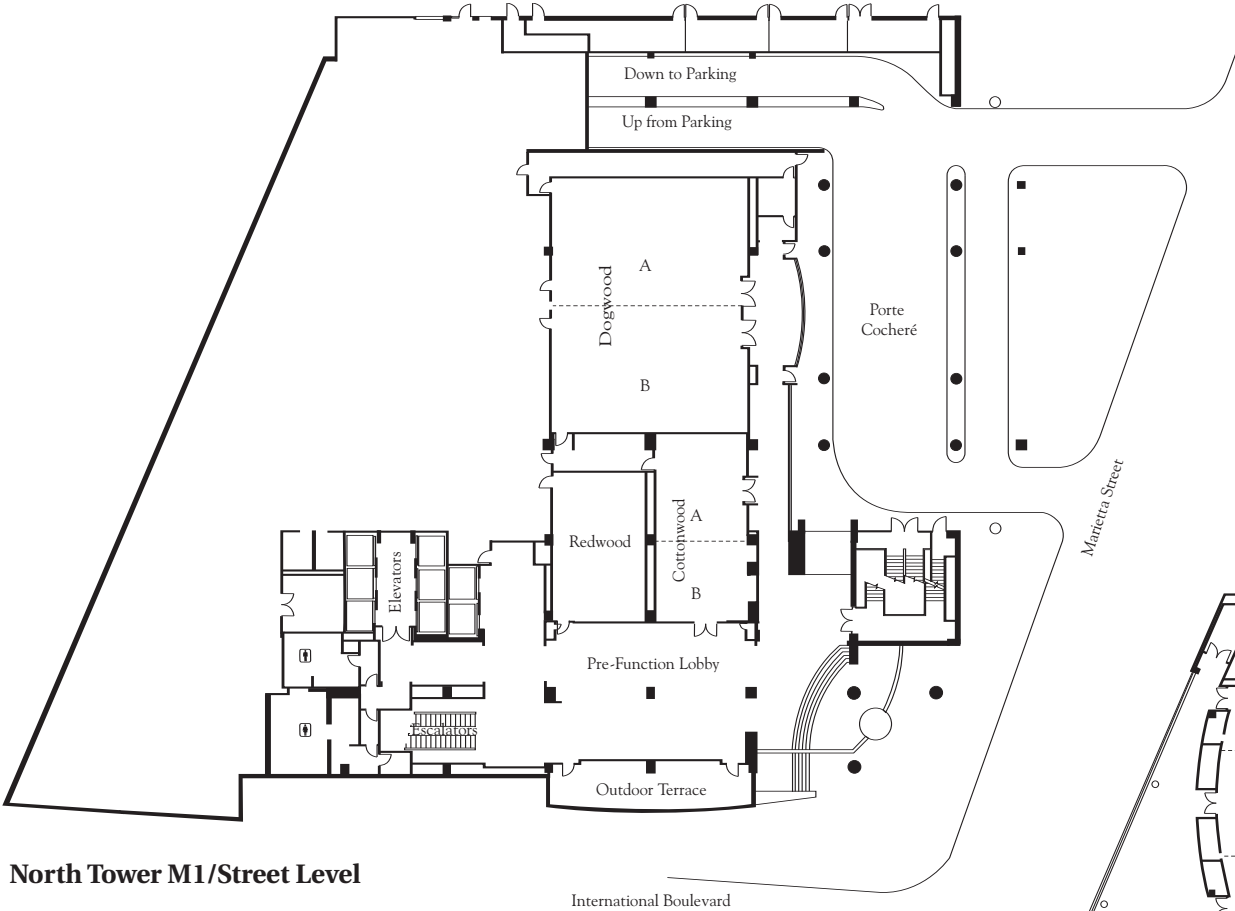 Down to Parking
Up from Parking
A
Dogwood
B
Porte
Cocheré
Marietta Street
A
Cottonwood
B
Redwood
Elevators
Pre-Function Lobby
Escalators
Outdoor Terrace
North Tower M1/Street Level
International Boulevard